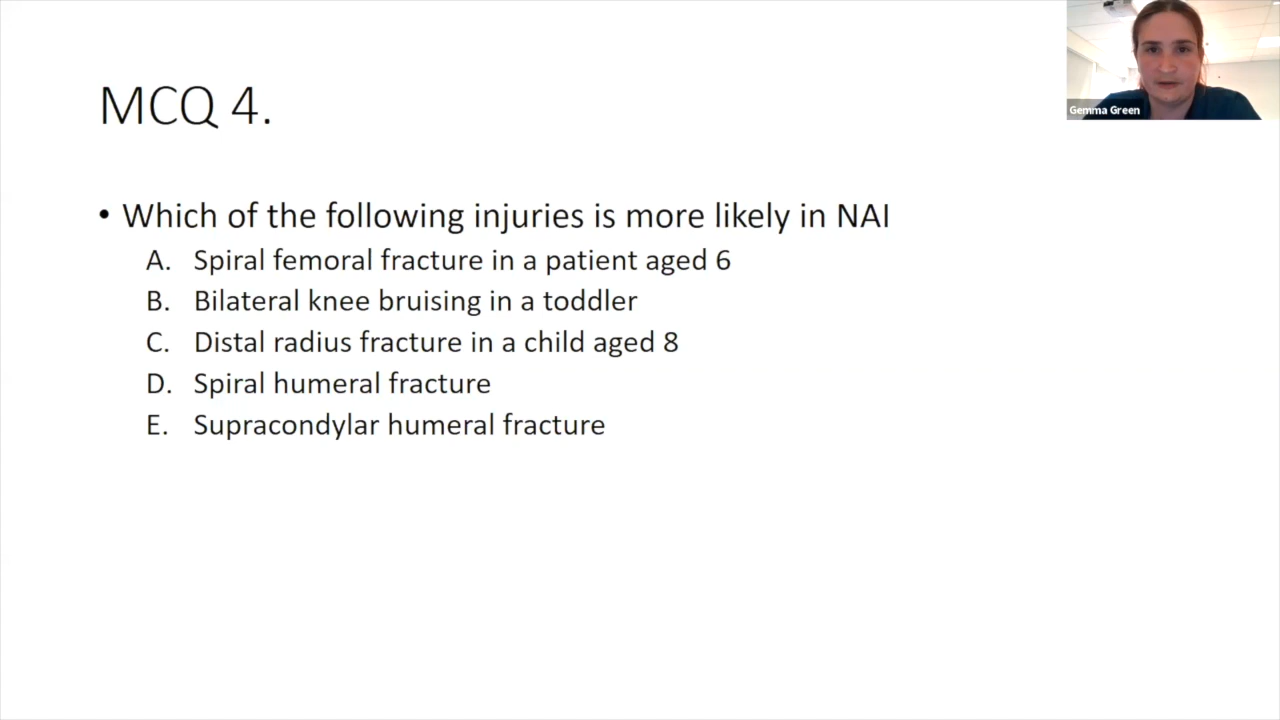 Gemma Green
MCQ 4.
• Which of the following injuries is more likely in NAI
A. Spiral femoral fracture in a patient aged 6
B. Bilateral knee bruising in a toddler
C. Distal radius fracture in a child aged 8
D. Spiral humeral fracture
E. Supracondylar humeral fracture